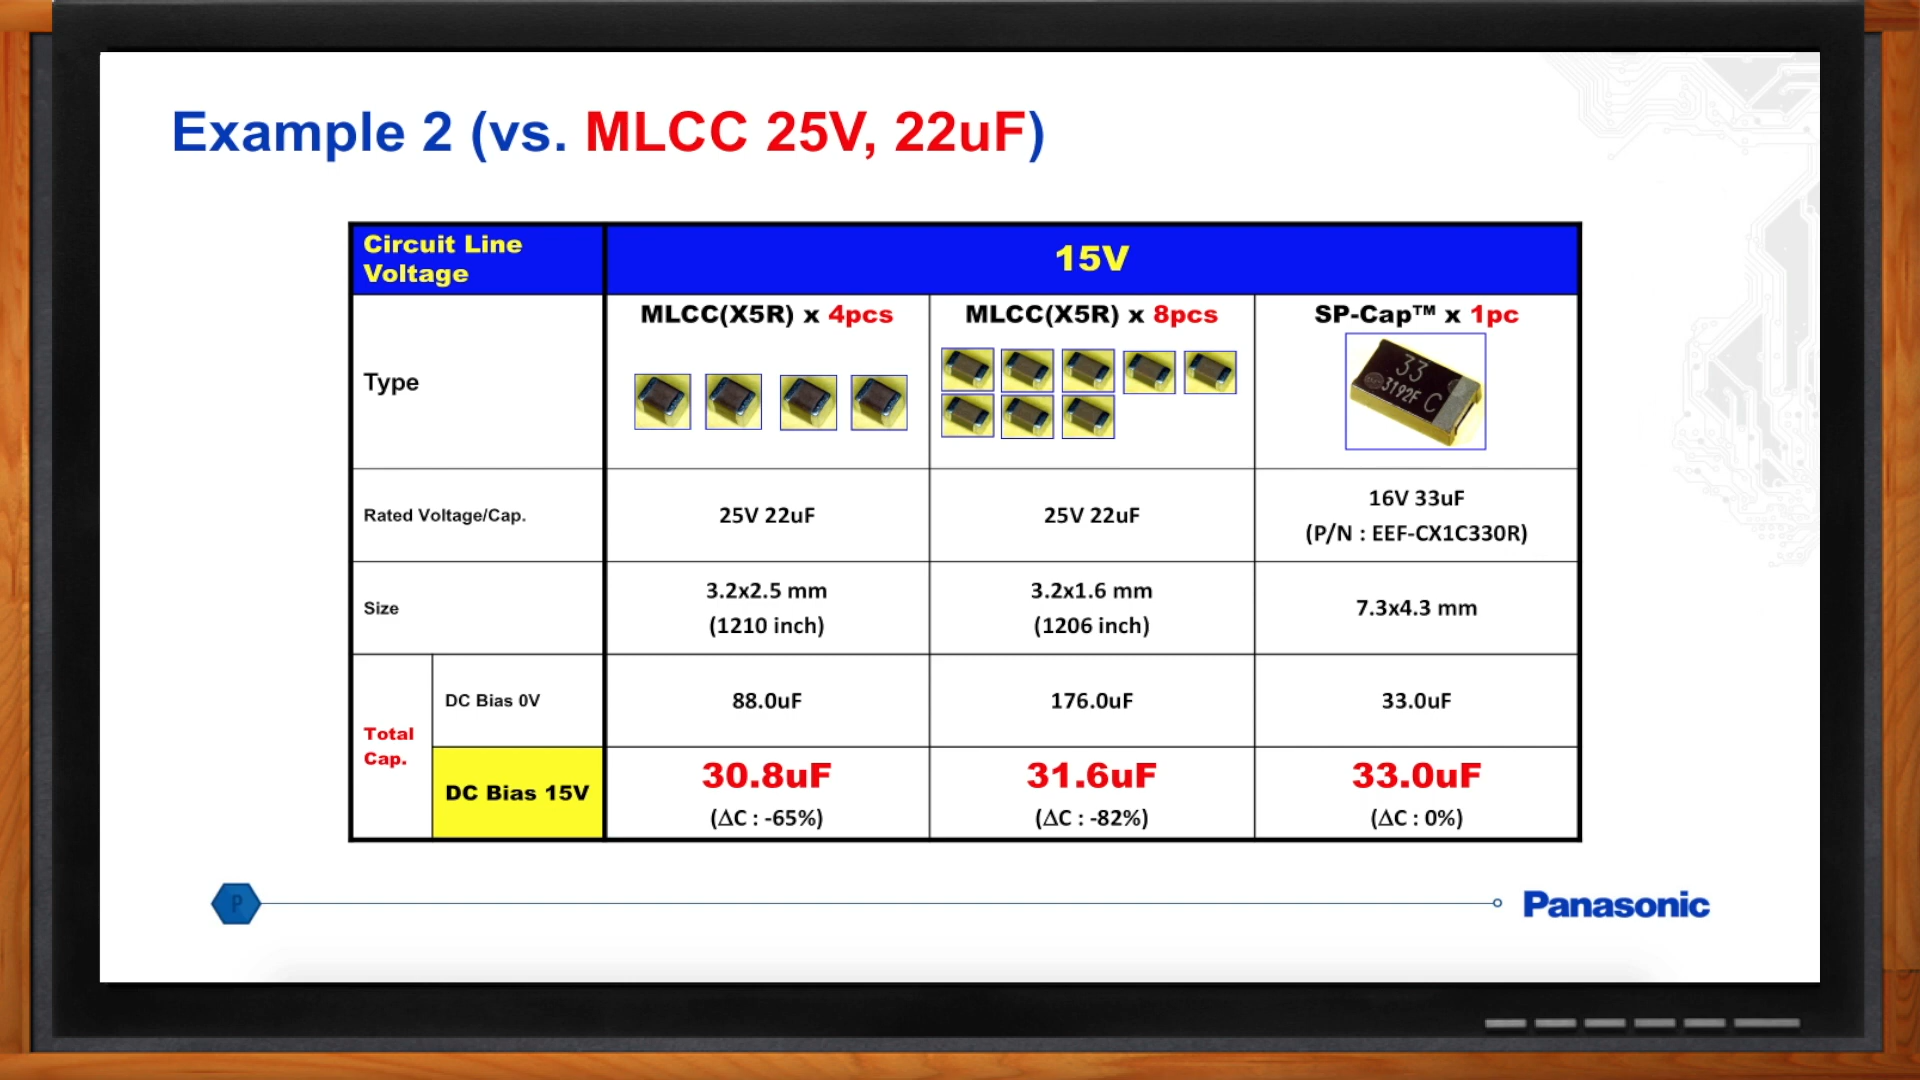 Example 2 (vs. MLCC 25V, 22uF)
Circuit Line
Voltage
15V
Type
MLCC(X5R) x 4pcs
MLCC(X5R) x 8pcs
SP-Cap™ x 1pc
33
3192F
C
Rated Voltage/Cap.
25V 22uF
25V 22uF
16V 33uF
(P/N : EEF-CX1C330R)
Size
3.2x2.5 mm
(1210 inch)
3.2x1.6 mm
(1206 inch)
7.3x4.3 mm
Total
Cap.
DC Bias 0V
88.0uF
176.0uF
33.0uF
DC Bias 15V
30.8uF
(ΔC : -65%)
31.6uF
(ΔC : -82%)
33.0uF
(ΔC : 0%)
P
Panasonic